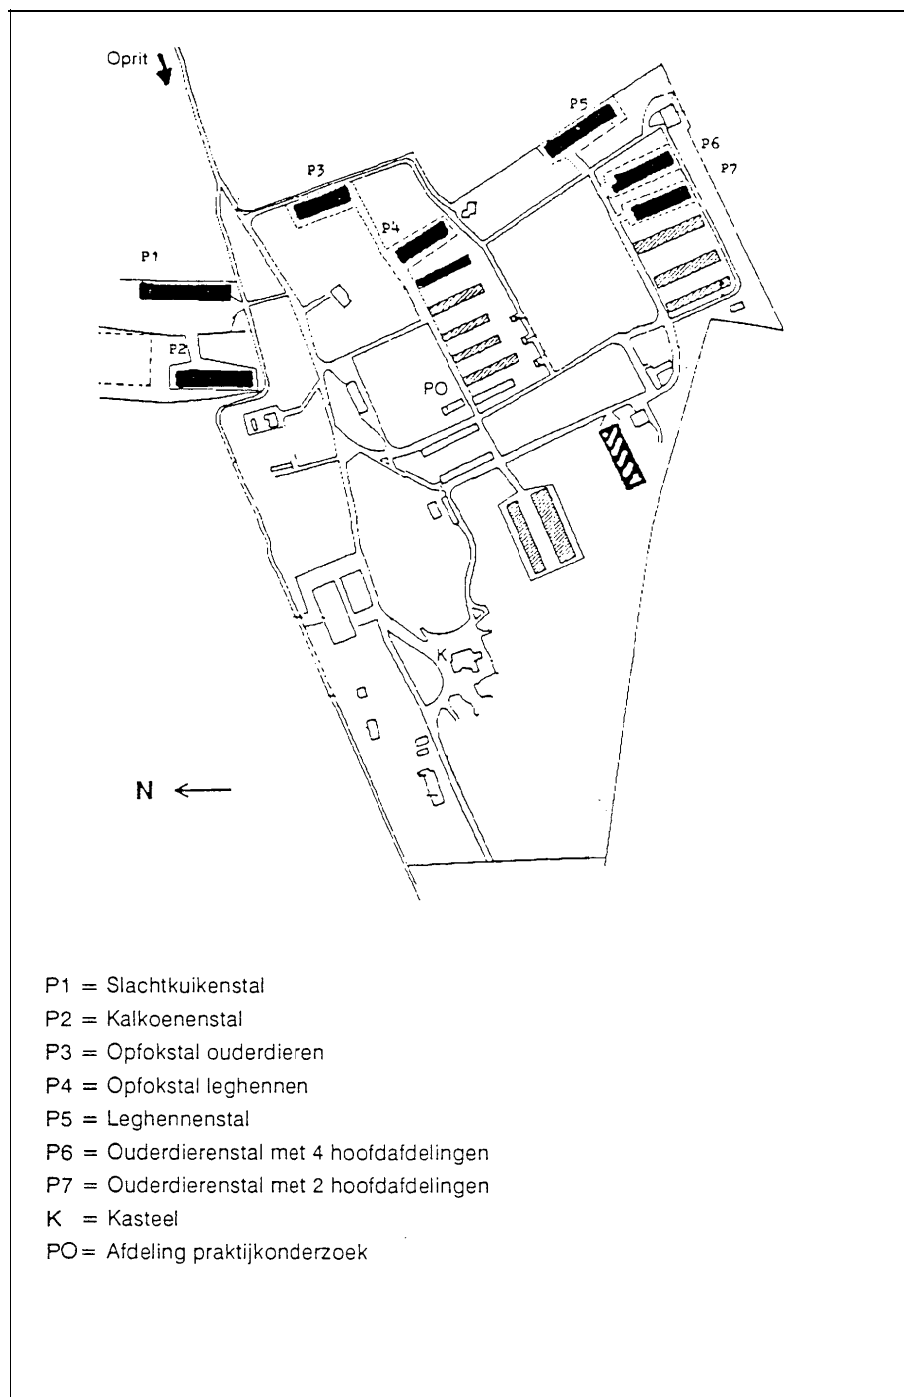 Oprit
P5
P6
P7
P3
P4
P1
P2
PO
K
N
P1 = Slachtkuikenstal
P2 = Kalkoenenstal
P3 = Opfokstal ouderdieren
P4 = Opfokstal leghennen
P5 = Leghennenstal
P6 = Ouderdierenstal met 4 hoofdafdelingen
P7 = Ouderdierenstal met 2 hoofdafdelingen
K = Kasteel
PO = Afdeling praktijkonderzoek